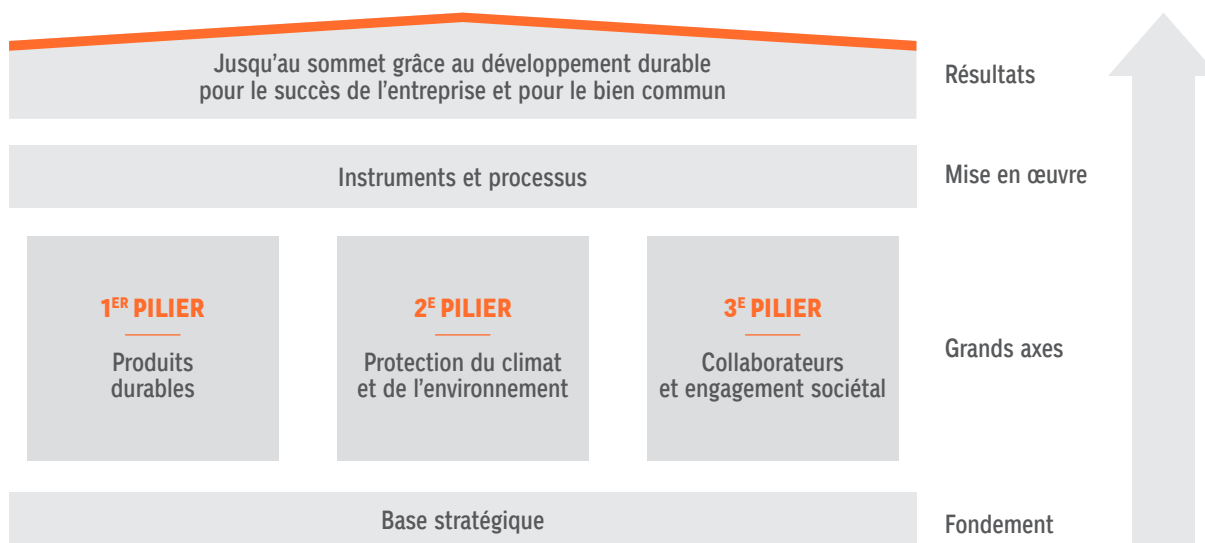 Jusqu'au sommet grâce au développement durable
pour le succès de l'entreprise et pour le bien commun
Résultats
Instruments et processus
Mise en œuvre
1ER PILIER
Produits
durables
2E PILIER
Protection du climat
et de l'environnement
3E PILIER
Collaborateurs
et engagement sociétal
Grands axes
Base stratégique
Fondement